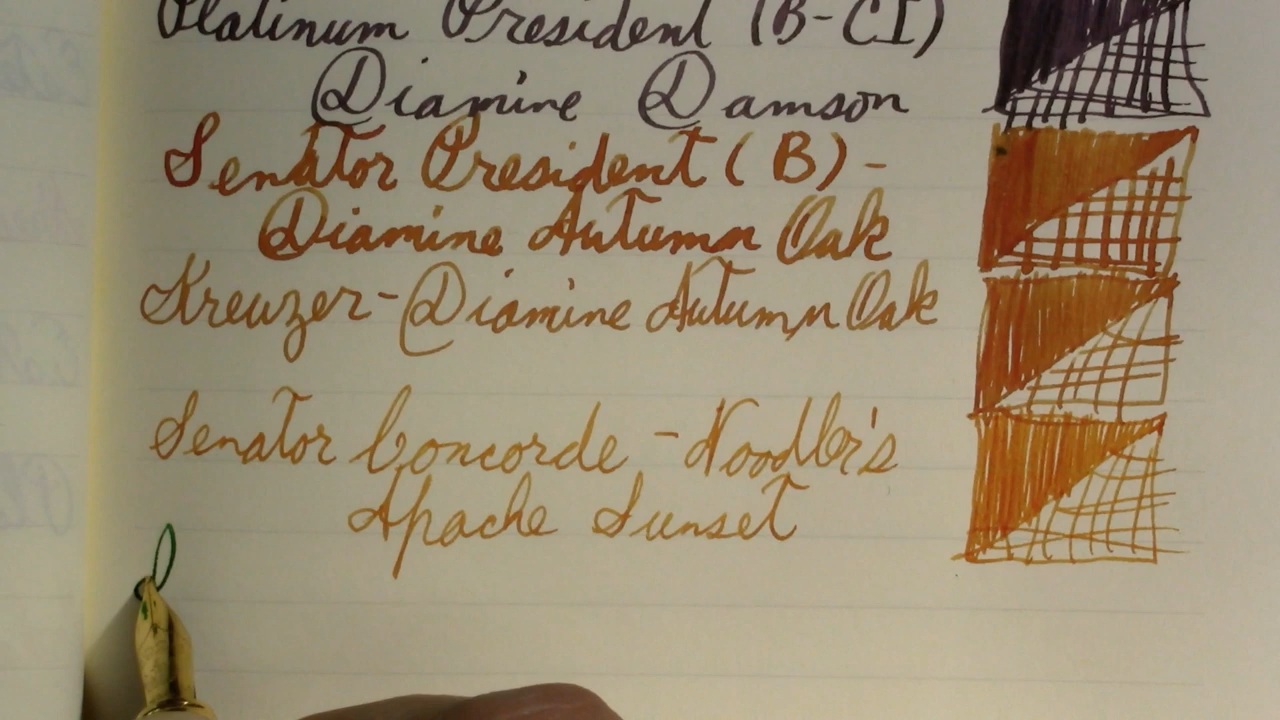 Platinum President (B-CI)
Diamine Damson
Senator President (B) -
Diamine Autumn Oak
Kreuzer - Diamine Autumn Oak
Senator Concorde - Noodler's
Apache Sunset